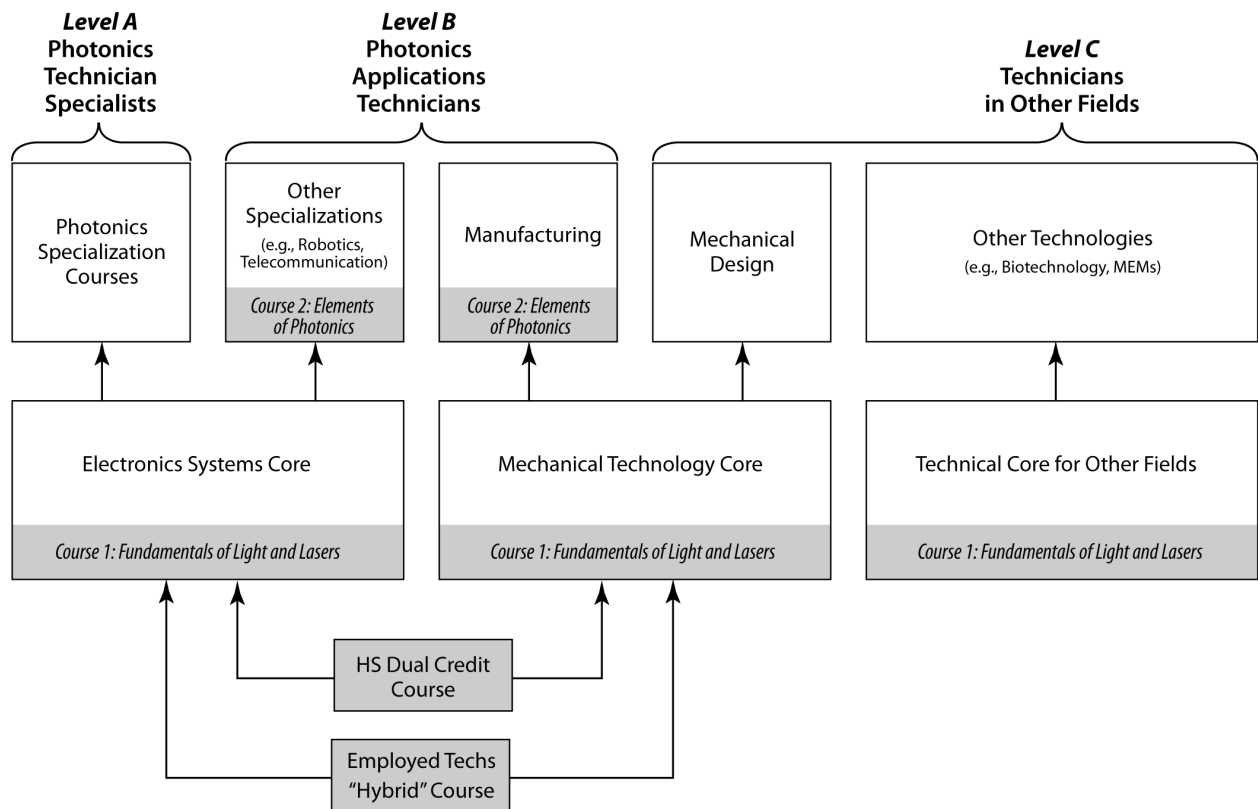 Level A
Photonics
Technician
Specialists
Level B
Photonics
Applications
Technicians
Level C
Technicians
in Other Fields
Photonics
Specialization
Courses
Other
Specializations
(e.g., Robotics,
Telecommunication)
Course 2: Elements
of Photonics
Manufacturing
Course 2: Elements
of Photonics
Mechanical
Design
Other Technologies
(e.g., Biotechnology, MEMs)
Electronics Systems Core
Course 1: Fundamentals of Light and Lasers
Mechanical Technology Core
Course 1: Fundamentals of Light and Lasers
Technical Core for Other Fields
Course 1: Fundamentals of Light and Lasers
HS Dual Credit
Course
Employed Techs
“Hybrid” Course